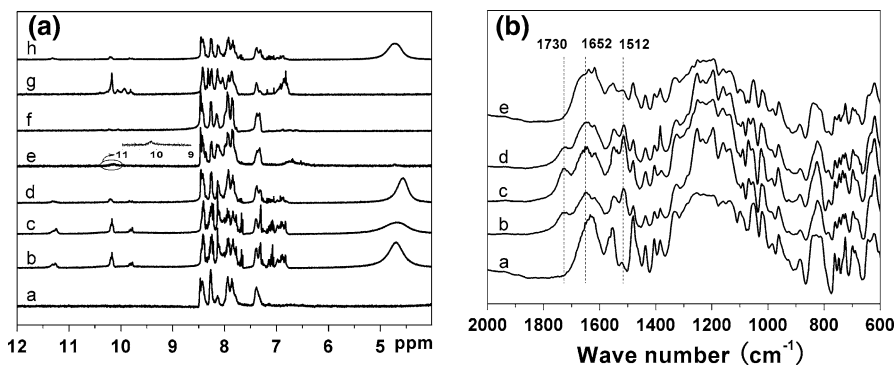 (a)
h
g
f
e
11 10 9
d
c
b
a
12 11 10 9 8 7 6 5 ppm
(b)
1730 1652 1512
e
d
c
b
a
2000 1800 1600 1400 1200 1000 800 600
Wave number (cm⁻¹)